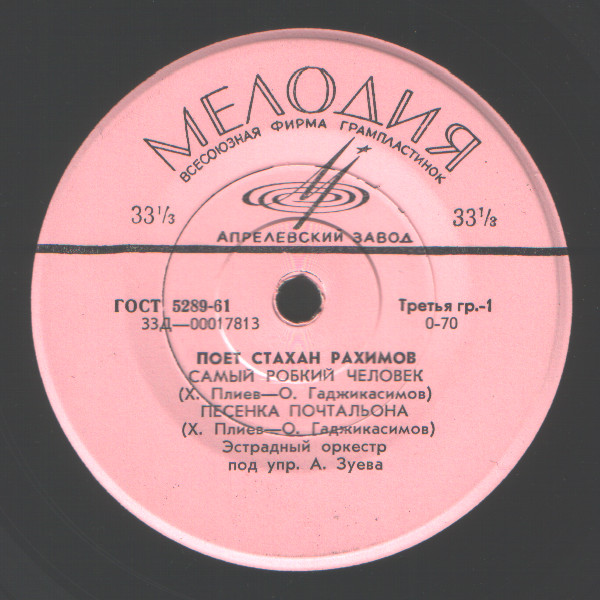 МЕЛОДИЯ
ВСЕСОЮЗНАЯ ФИРМА ГРАМПЛАСТИНОК
33⅓ 33⅓
АПРЕЛЕВСКИЙ ЗАВОД
ГОСТ 5289-61 Третья гр.-1
33Д—00017813 0-70
ПОЕТ СТАХАН РАХИМОВ
САМЫЙ РОБКИЙ ЧЕЛОВЕК
(Х. Плиев—О. Гаджикасимов)
ПЕСЕНКА ПОЧТАЛЬОНА
(Х. Плиев—О. Гаджикасимов)
Эстрадный оркестр
под упр. А. Зуева